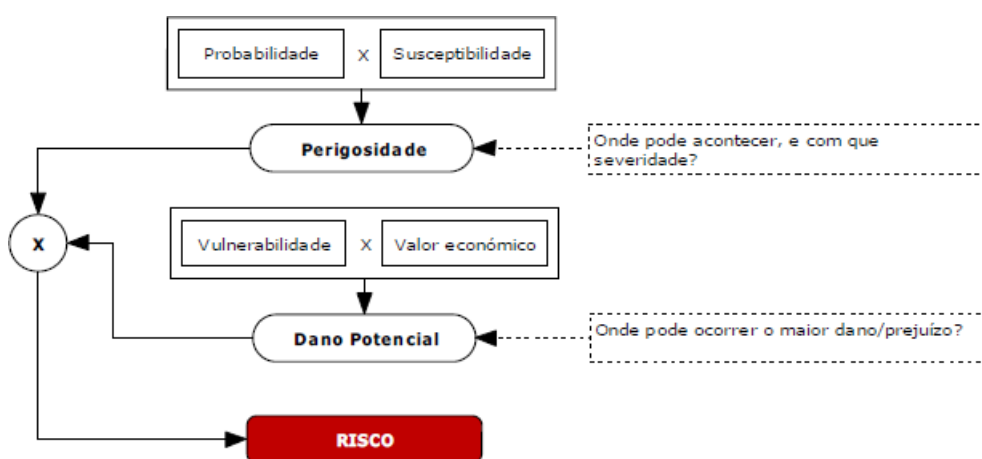 Probabilidade X Susceptibilidade
Perigosidade
Onde pode acontecer, e com que
severidade?
X
Vulnerabilidade X Valor económico
Dano Potencial
Onde pode ocorrer o maior dano/prejuízo?
RISCO